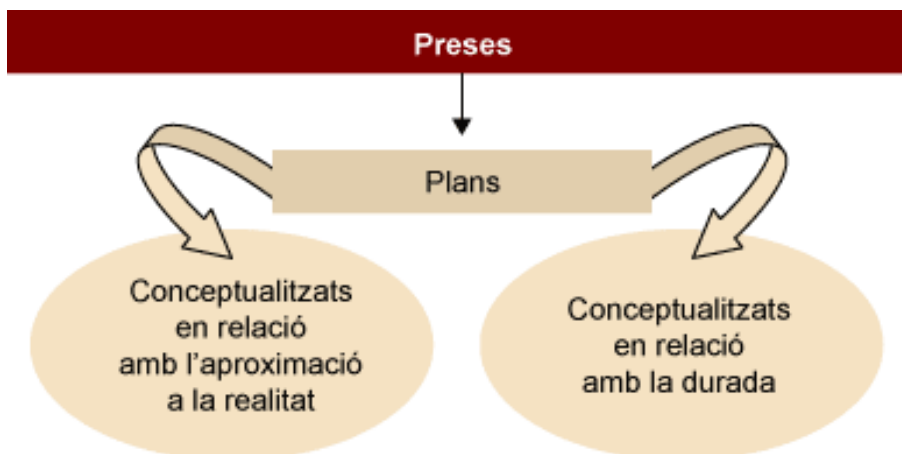 Preses
Plans
Conceptualitzats
en relació
amb l'aproximació
a la realitat
Conceptualitzats
en relació
amb la durada